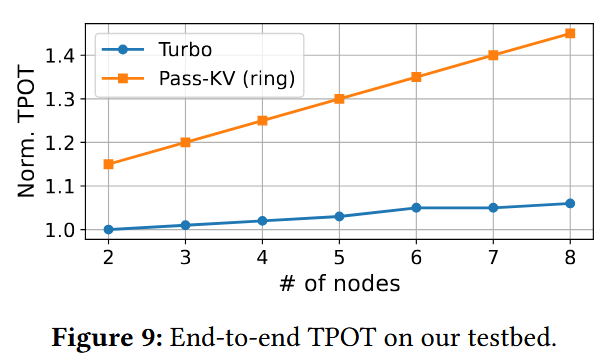 Turbo
Pass-KV (ring)
Norm. TPOT
1.4
1.3
1.2
1.1
1.0
2 3 4 5 6 7 8
# of nodes
Figure 9: End-to-end TPOT on our testbed.